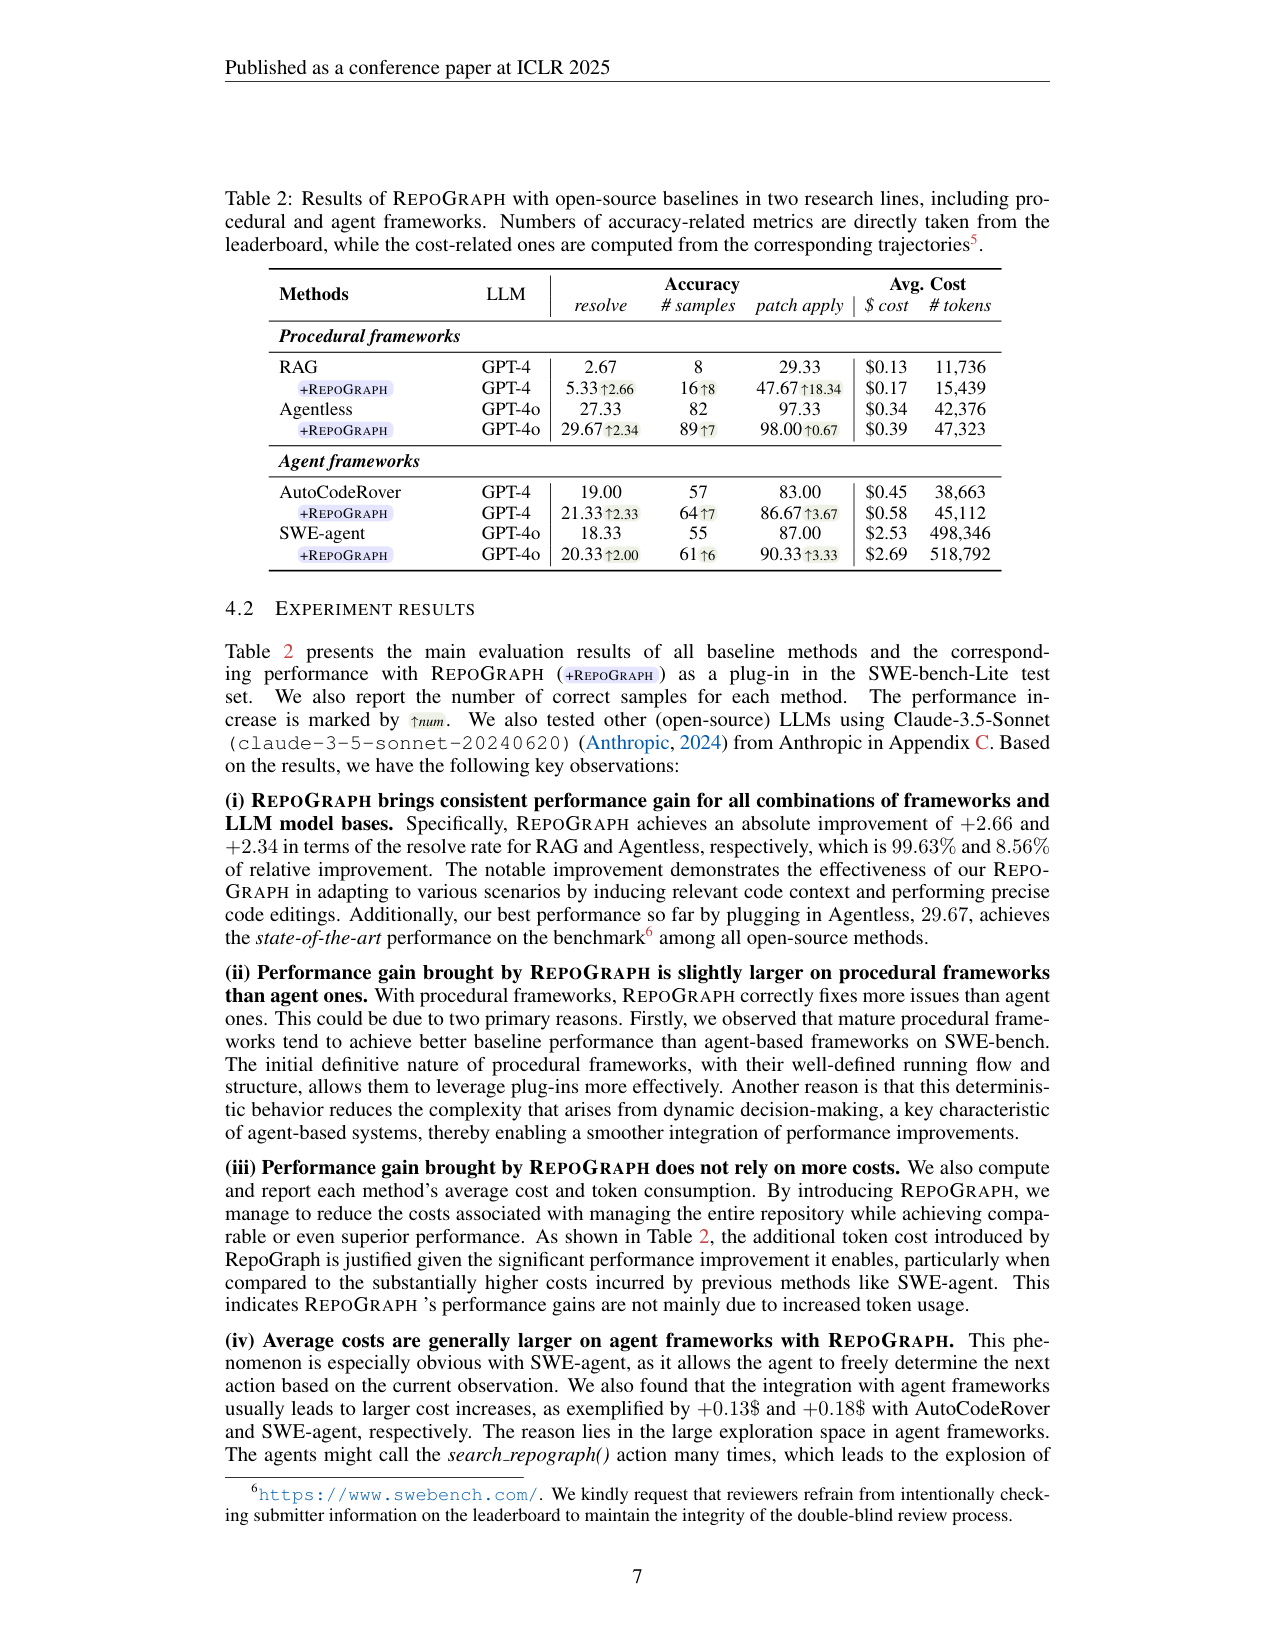 Published as a conference paper at ICLR 2025
Table 2: Results of REPOGRAPH with open-source baselines in two research lines, including pro-
cedural and agent frameworks. Numbers of accuracy-related metrics are directly taken from the
leaderboard, while the cost-related ones are computed from the corresponding trajectories5.
Methods LLM Accuracy Avg. Cost
resolve # samples patch apply $ cost # tokens
Procedural frameworks
RAG GPT-4 2.67 8 29.33 $0.13 11,736
+REPOGRAPH GPT-4 5.33↑2.66 16↑8 47.67↑18.34 $0.17 15,439
Agentless GPT-4o 27.33 82 97.33 $0.34 42,376
+REPOGRAPH GPT-4o 29.67↑2.34 89↑7 98.00↑0.67 $0.39 47,323
Agent frameworks
AutoCodeRover GPT-4 19.00 57 83.00 $0.45 38,663
+REPOGRAPH GPT-4 21.33↑2.33 64↑7 86.67↑3.67 $0.58 45,112
SWE-agent GPT-4o 18.33 55 87.00 $2.53 498,346
+REPOGRAPH GPT-4o 20.33↑2.00 61↑6 90.33↑3.33 $2.69 518,792
4.2 EXPERIMENT RESULTS
Table 2 presents the main evaluation results of all baseline methods and the correspond-
ing performance with REPOGRAPH (+REPOGRAPH) as a plug-in in the SWE-bench-Lite test
set. We also report the number of correct samples for each method. The performance in-
crease is marked by ↑num. We also tested other (open-source) LLMs using Claude-3.5-Sonnet
(claude-3-5-sonnet-20240620) (Anthropic, 2024) from Anthropic in Appendix C. Based
on the results, we have the following key observations:
(i) REPOGRAPH brings consistent performance gain for all combinations of frameworks and
LLM model bases. Specifically, REPOGRAPH achieves an absolute improvement of +2.66 and
+2.34 in terms of the resolve rate for RAG and Agentless, respectively, which is 99.63% and 8.56%
of relative improvement. The notable improvement demonstrates the effectiveness of our REPO-
GRAPH in adapting to various scenarios by inducing relevant code context and performing precise
code editings. Additionally, our best performance so far by plugging in Agentless, 29.67, achieves
the state-of-the-art performance on the benchmark6 among all open-source methods.
(ii) Performance gain brought by REPOGRAPH is slightly larger on procedural frameworks
than agent ones. With procedural frameworks, REPOGRAPH correctly fixes more issues than agent
ones. This could be due to two primary reasons. Firstly, we observed that mature procedural frame-
works tend to achieve better baseline performance than agent-based frameworks on SWE-bench.
The initial definitive nature of procedural frameworks, with their well-defined running flow and
structure, allows them to leverage plug-ins more effectively. Another reason is that this determinis-
tic behavior reduces the complexity that arises from dynamic decision-making, a key characteristic
of agent-based systems, thereby enabling a smoother integration of performance improvements.
(iii) Performance gain brought by REPOGRAPH does not rely on more costs. We also compute
and report each method's average cost and token consumption. By introducing REPOGRAPH, we
manage to reduce the costs associated with managing the entire repository while achieving compa-
rable or even superior performance. As shown in Table 2, the additional token cost introduced by
RepoGraph is justified given the significant performance improvement it enables, particularly when
compared to the substantially higher costs incurred by previous methods like SWE-agent. This
indicates REPOGRAPH 's performance gains are not mainly due to increased token usage.
(iv) Average costs are generally larger on agent frameworks with REPOGRAPH. This phe-
nomenon is especially obvious with SWE-agent, as it allows the agent to freely determine the next
action based on the current observation. We also found that the integration with agent frameworks
usually leads to larger cost increases, as exemplified by +0.13$ and +0.18$ with AutoCodeRover
and SWE-agent, respectively. The reason lies in the large exploration space in agent frameworks.
The agents might call the search_repograph() action many times, which leads to the explosion of
6https://www.swebench.com/. We kindly request that reviewers refrain from intentionally check-
ing submitter information on the leaderboard to maintain the integrity of the double-blind review process.
7